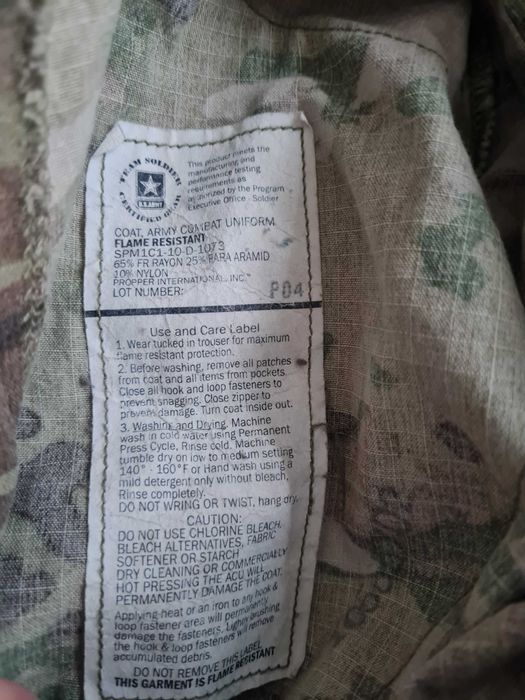 TEAM SOLDIER
CERTIFIED GEAR
U.S. ARMY
This product meets the
manufacturing and
performance testing
requirements as
authorized by the Program
Executive Office - Soldier
COAT, ARMY COMBAT UNIFORM
FLAME RESISTANT
SPM1C1-10-D-1073
65% FR RAYON 25% PARA ARAMID
10% NYLON
PROPPER INTERNATIONAL, INC.
LOT NUMBER: P04
Use and Care Label
1. Wear tucked in trouser for maximum
flame resistant protection.
2. Before washing, remove all patches
from coat and all items from pockets.
Close all hook and loop fasteners to
prevent snagging. Close zipper to
prevent damage. Turn coat inside out.
3. Washing and Drying. Machine
wash in cold water using Permanent
Press Cycle, Rinse cold. Machine
tumble dry on low to medium setting
140° - 160°F or Hand wash using a
mild detergent only without bleach.
Rinse completely.
DO NOT WRING OR TWIST, hang dry.
CAUTION:
DO NOT USE CHLORINE BLEACH,
BLEACH ALTERNATIVES, FABRIC
SOFTENER OR STARCH
DRY CLEANING OR COMMERCIALLY
HOT PRESSING THE ACU WILL
PERMANENTLY DAMAGE THE COAT.
Applying heat or an iron to any hook &
loop fastener area will permanently
damage the fasteners. Lightly brushing
the hook & loop fasteners will remove
accumulated debris.
DO NOT REMOVE THIS LABEL
THIS GARMENT IS FLAME RESISTANT